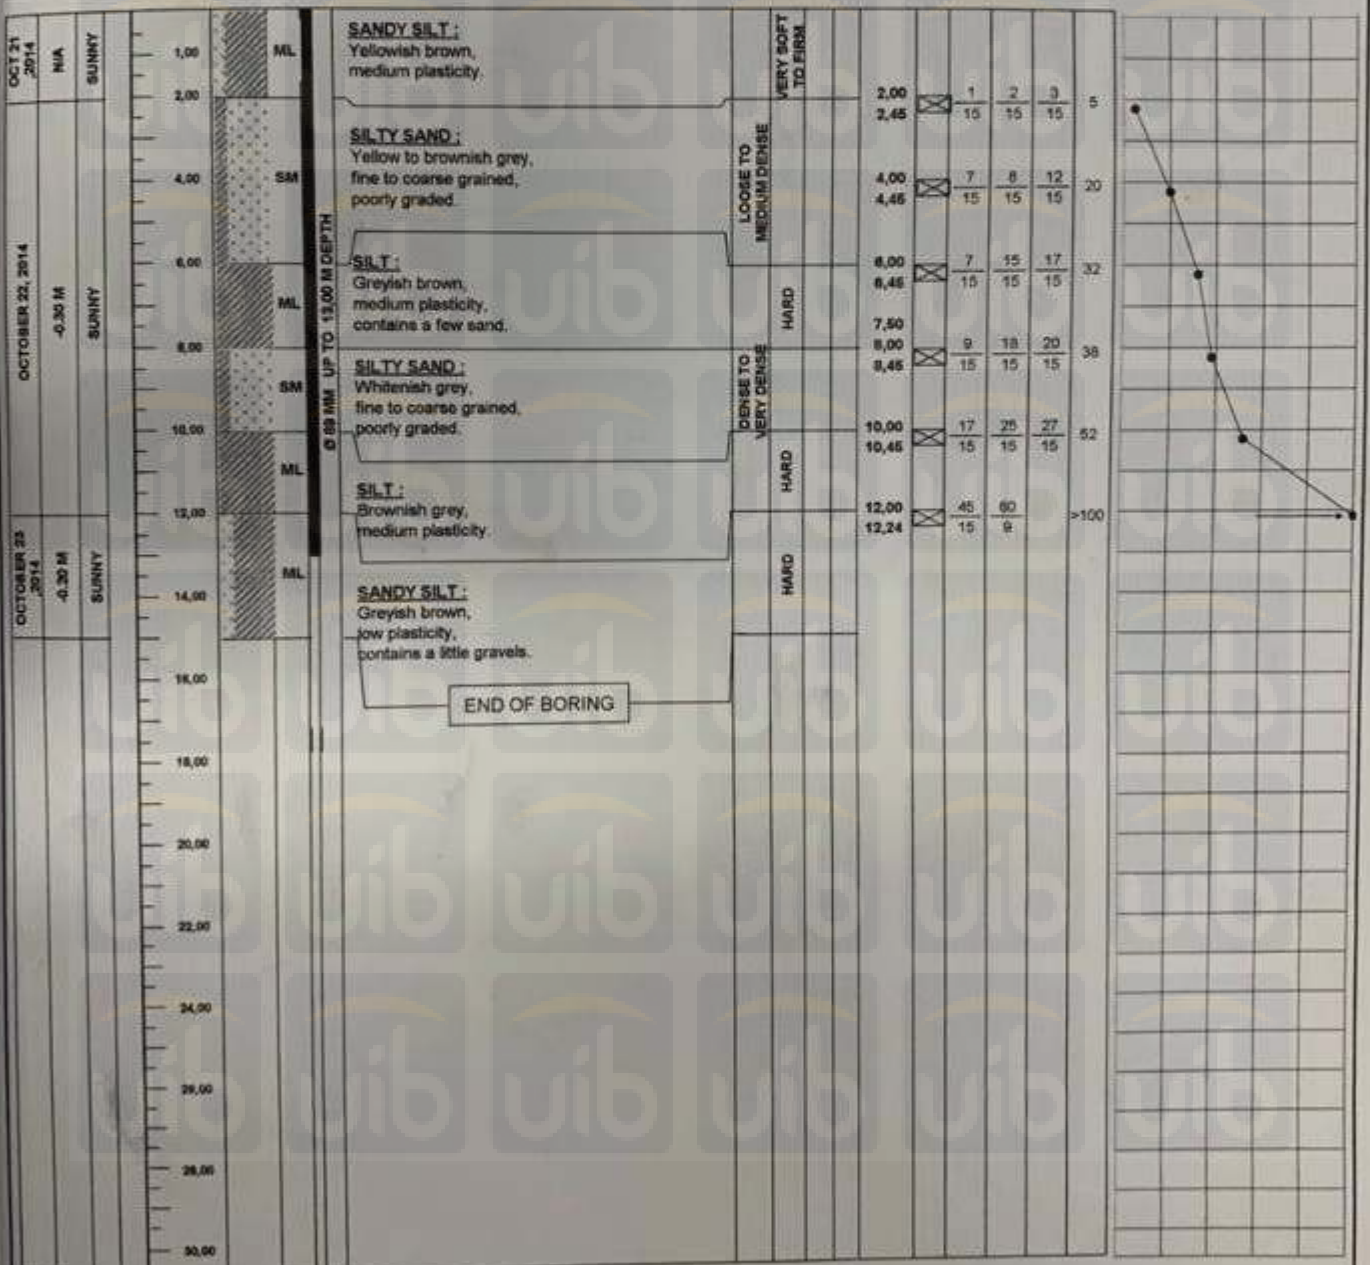 OCT 21
,2014
N/A
SUNNY
OCTOBER 22, 2014
-0.30 M
SUNNY
OCTOBER 23
,2014
-0.20 M
SUNNY
1,00
2,00
4,00
6,00
8,00
10,00
12,00
14,00
16,00
18,00
20,00
22,00
24,00
28,00
30,00
ML
SM
ML
SM
ML
ML
Ø 89 MM UP TO 13,00 M DEPTH
SANDY SILT :
Yellowish brown,
medium plasticity.
SILTY SAND :
Yellow to brownish grey,
fine to coarse grained,
poorly graded.
SILT :
Greyish brown,
medium plasticity,
contains a few sand.
SILTY SAND :
Whitenish grey,
fine to coarse grained,
poorly graded.
SILT :
Brownish grey,
medium plasticity.
SANDY SILT :
Greyish brown,
low plasticity,
contains a little gravels.
END OF BORING
VERY SOFT
TO FIRM
LOOSE TO
MEDIUM DENSE
HARD
DENSE TO
VERY DENSE
HARD
HARD
2,00 1 2 3 5
2,45 15 15 15
4,00 7 8 12 20
4,45 15 15 15
6,00 7 15 17 32
6,45 15 15 15
7,50
8,00 9 18 20 38
8,45 15 15 15
10,00 17 25 27 52
10,45 15 15 15
12,00 45 60 >100
12,24 15 9
uib